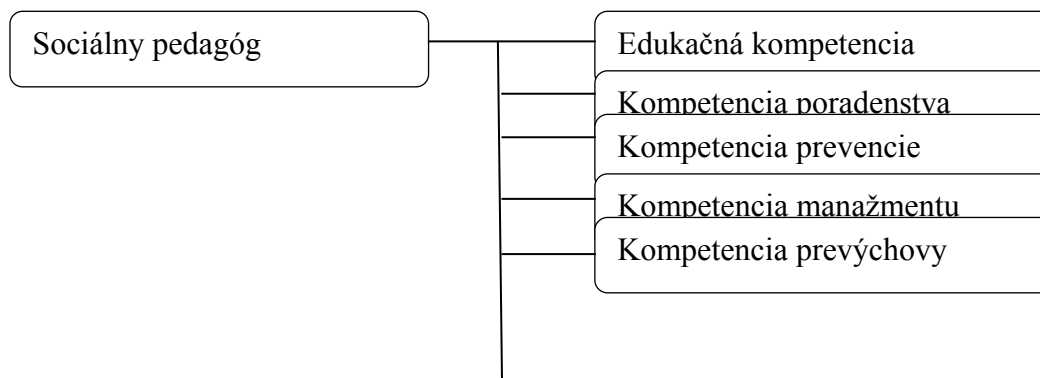 Sociálny pedagóg
Edukačná kompetencia
Kompetencia poradenstva
Kompetencia prevencie
Kompetencia manažmentu
Kompetencia prevýchovy